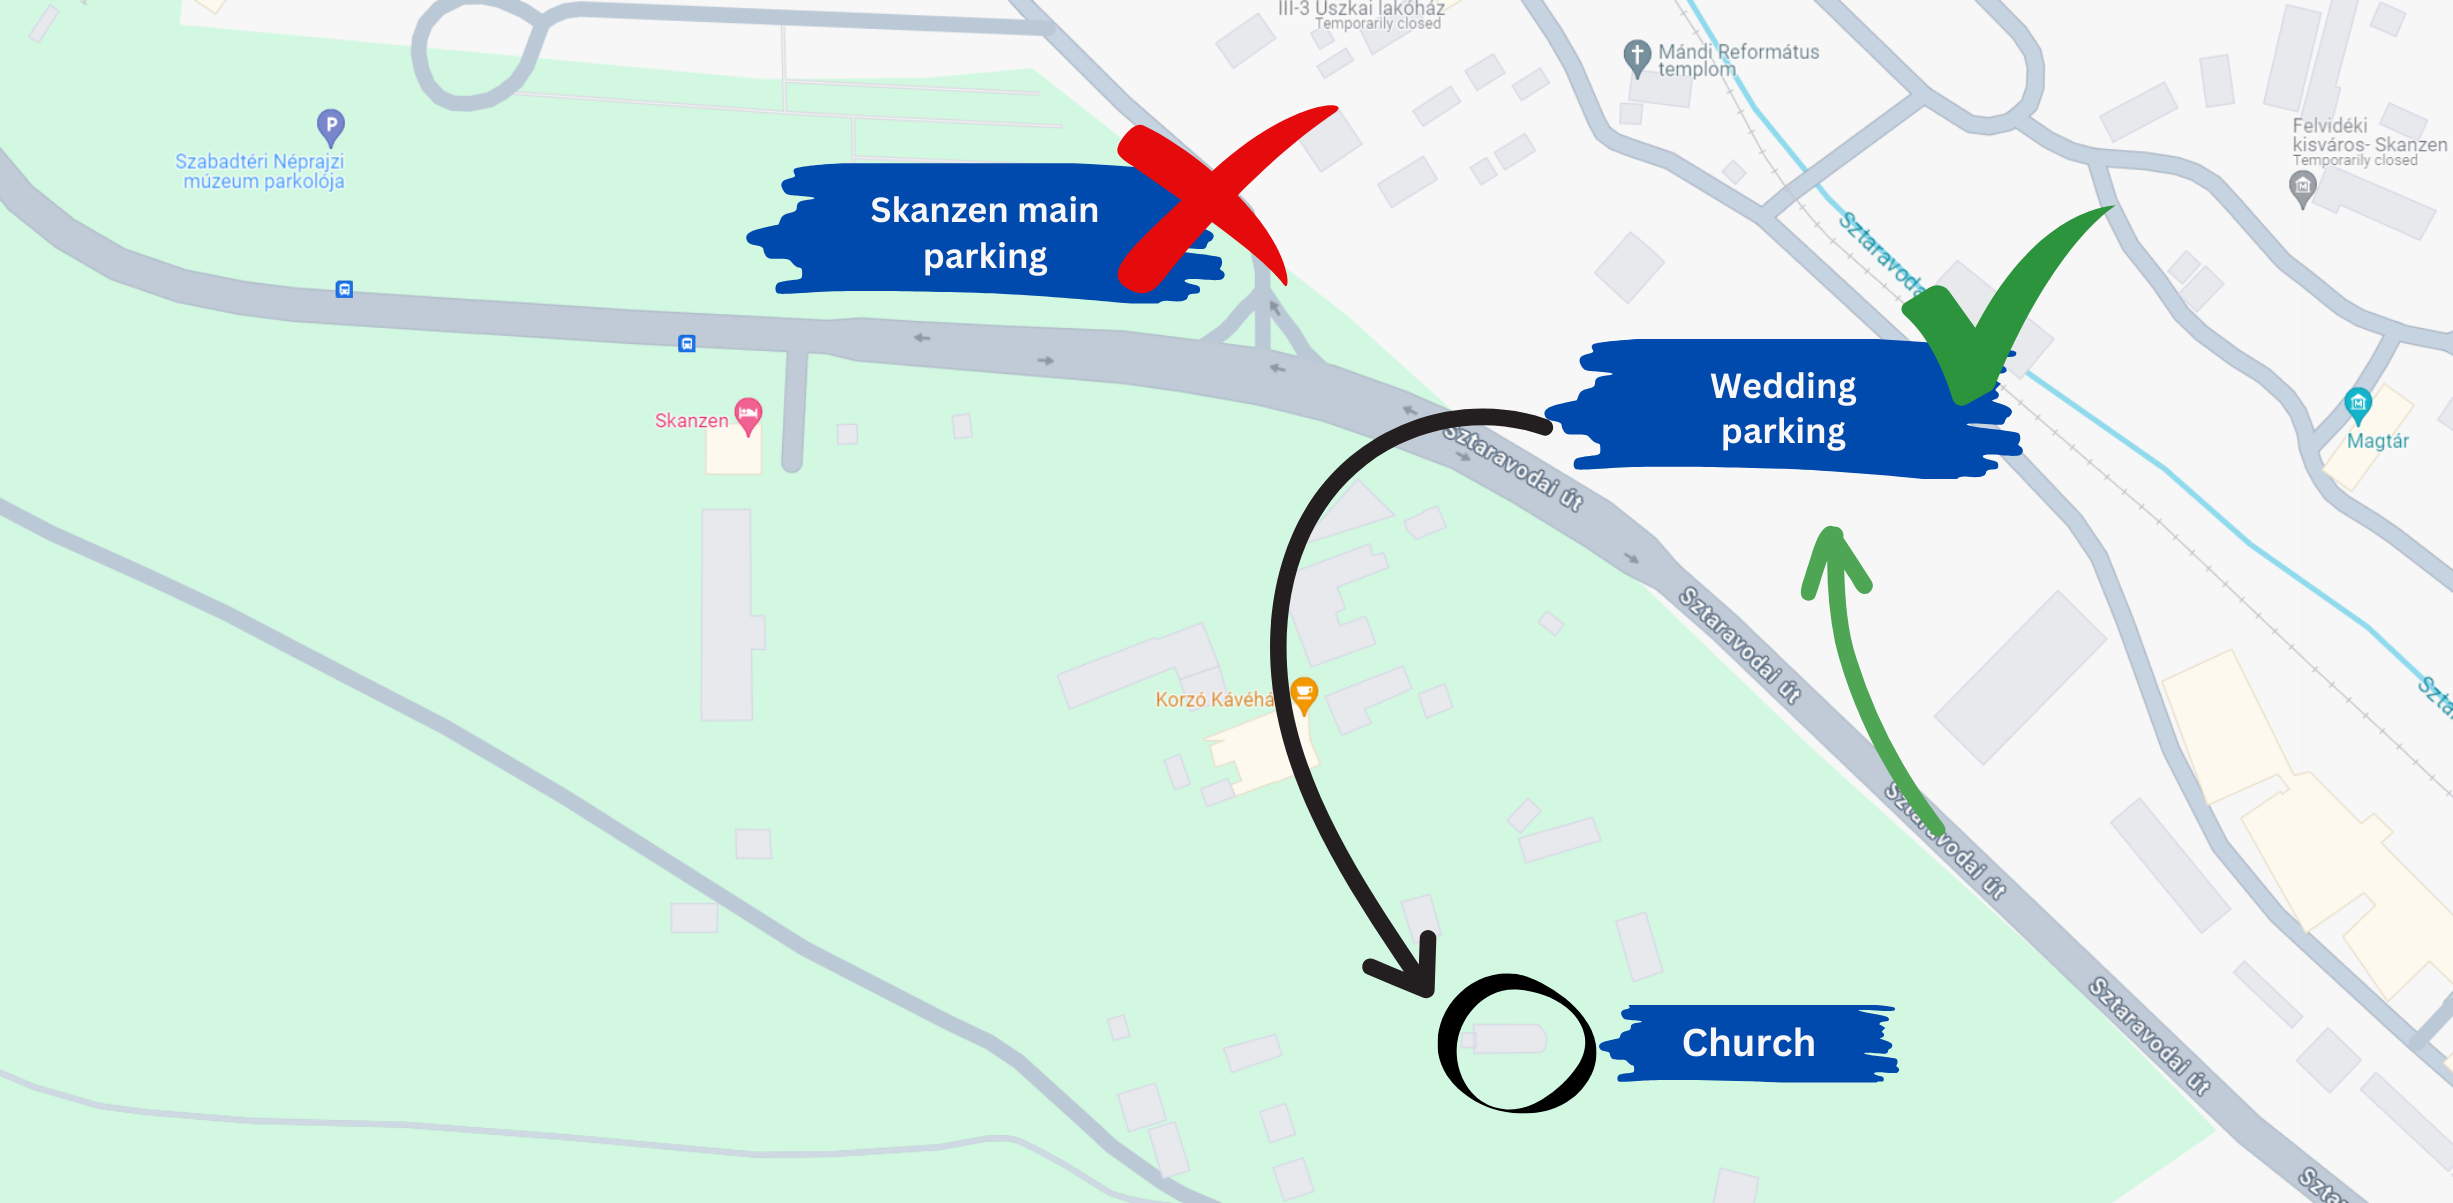 III-3 Uszkai lakóház
Temporarily closed
Mándi Református
templom
P
Szabadtéri Néprajzi
múzeum parkolója
Felvidéki
kisváros- Skanzen
Temporarily closed
Skanzen main
parking
Sztaravodai
Wedding
parking
Skanzen
Sztaravodai út
Magtár
Sztaravodai út
Korzó Kávéhá
Sztaravodai út
Church
Sztaravodai út